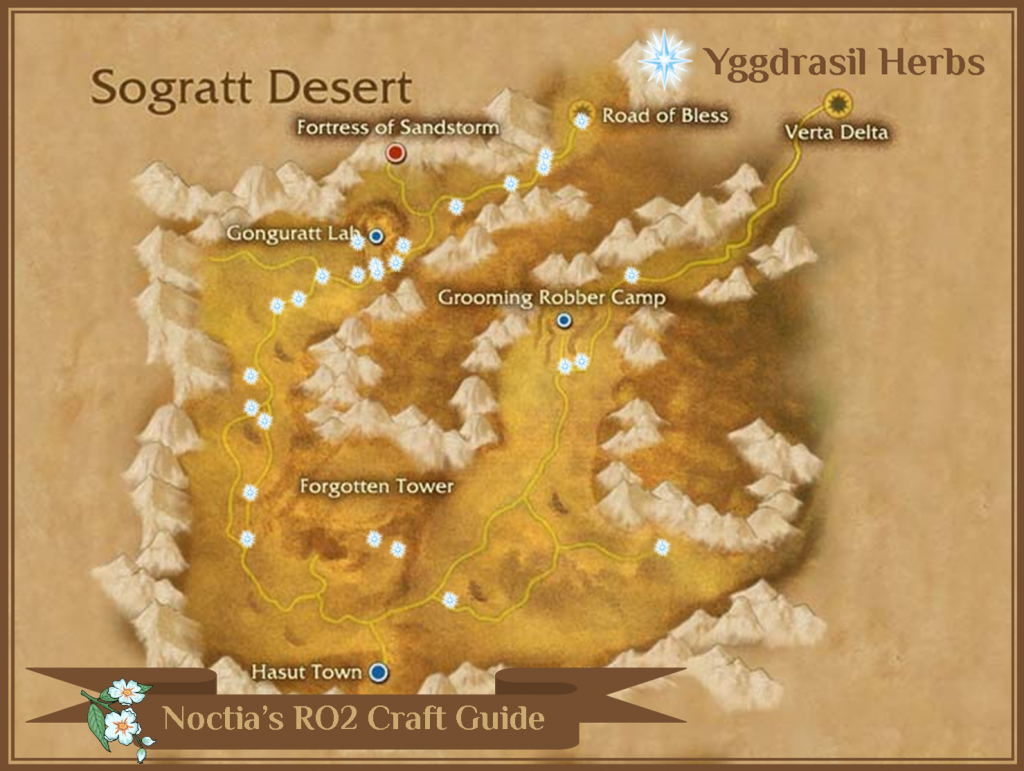 Yggdrasil Herbs
Sogratt Desert
Road of Bless
Fortress of Sandstorm
Verta Delta
Gonguratt Lab
Grooming Robber Camp
Forgotten Tower
Hasut Town
Noctia's RO2 Craft Guide